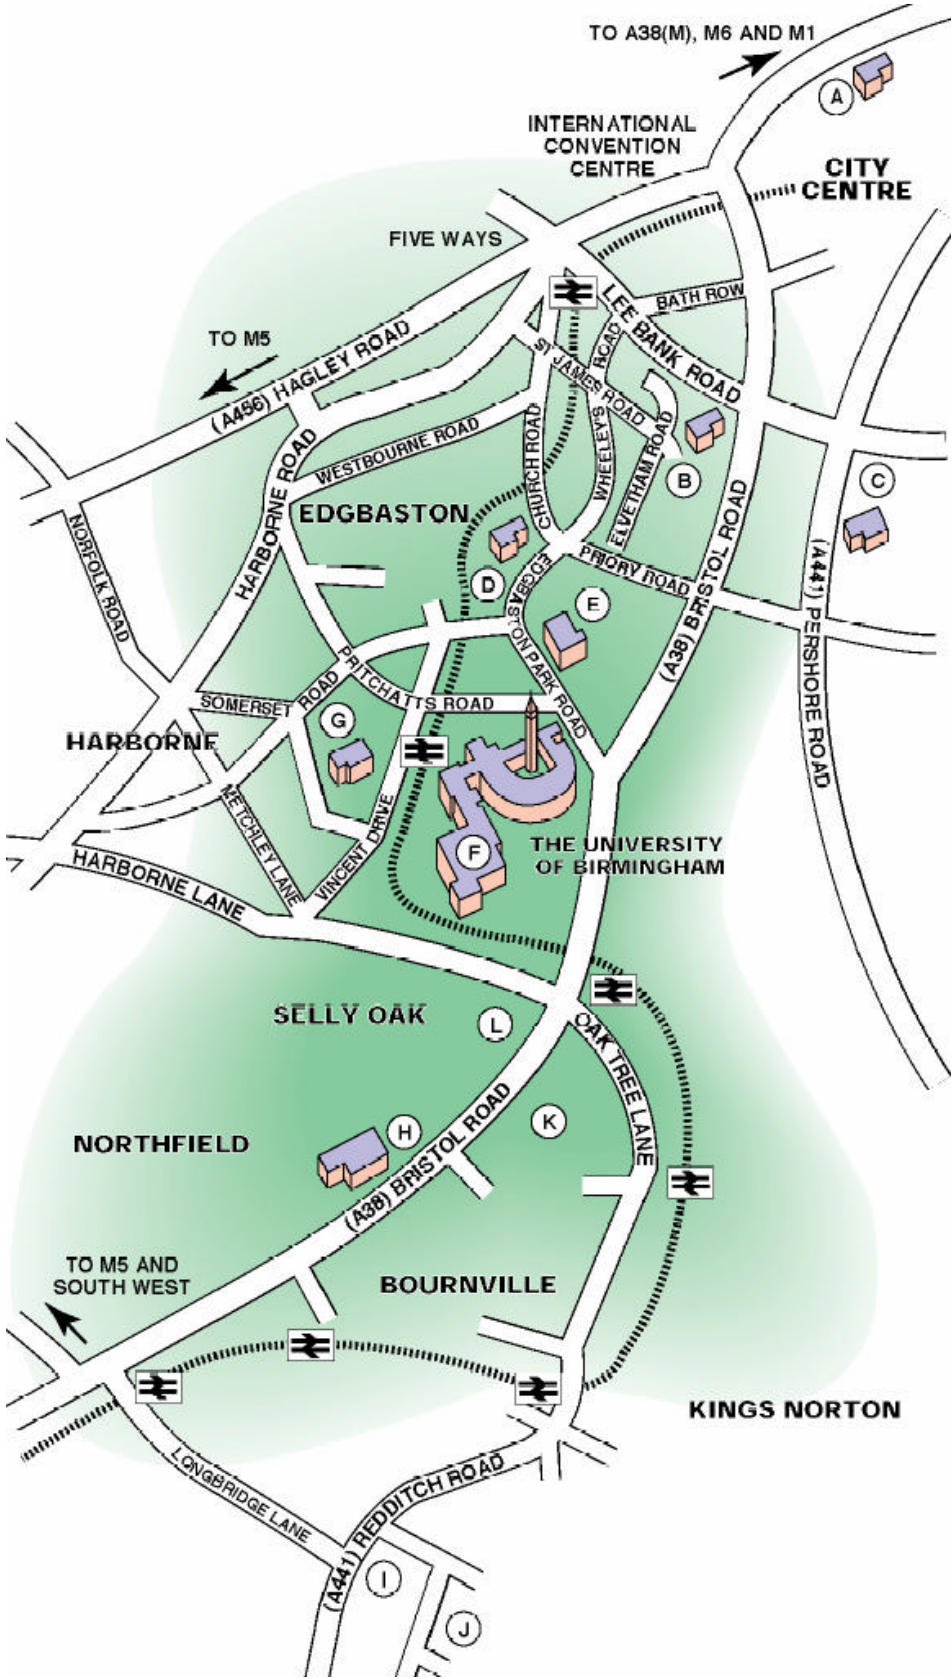 TO A38(M), M6 AND M1
A
INTERNATIONAL
CONVENTION
CENTRE
CITY
CENTRE
FIVE WAYS
BATH ROW
LEE BANK ROAD
TO M5
(A456) HAGLEY ROAD
ST JAMES ROAD
WHEELEYS ROAD
CHURCH ROAD
ELVETHAM ROAD
B
C
WESTBOURNE ROAD
HARBORNE ROAD
EDGBASTON
NORFOLK ROAD
D
E
PRIORY ROAD
(A38) BRISTOL ROAD
(A441) PERSHORE ROAD
EDGBASTON PARK ROAD
PRITCHATTS ROAD
SOMERSET ROAD
G
HARBORNE
METCHLEY LANE
VINCENT DRIVE
F
THE UNIVERSITY
OF BIRMINGHAM
HARBORNE LANE
SELLY OAK
L
OAK TREE LANE
K
H
NORTHFIELD
(A38) BRISTOL ROAD
TO M5 AND
SOUTH WEST
BOURNVILLE
KINGS NORTON
LONGBRIDGE LANE
(A441) REDDITCH ROAD
I
J